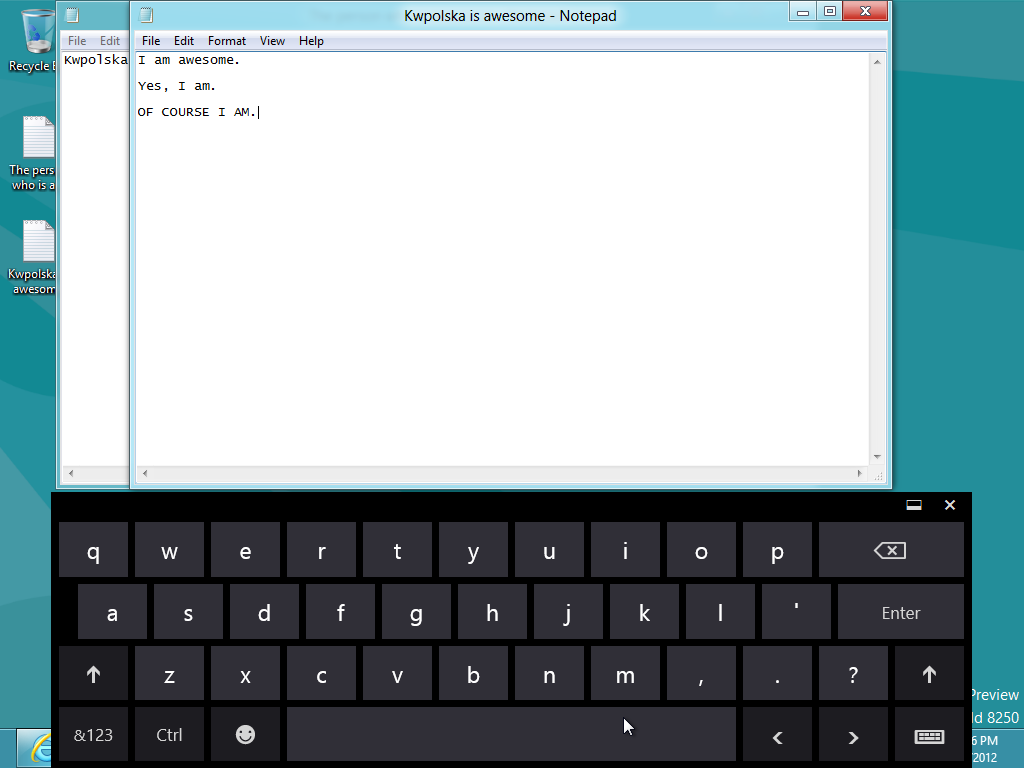 Kwpolska is awesome - Notepad
File Edit
File Edit Format View Help
Recycle
Kwpolska
I am awesome.
Yes, I am.
OF COURSE I AM.
The pers
who is a
Kwpolska
awesom
q w e r t y u i o p
a s d f g h j k l ' Enter
z x c v b n m , . ?
Preview
ld 8250
&123 Ctrl < >
6 PM
/2012